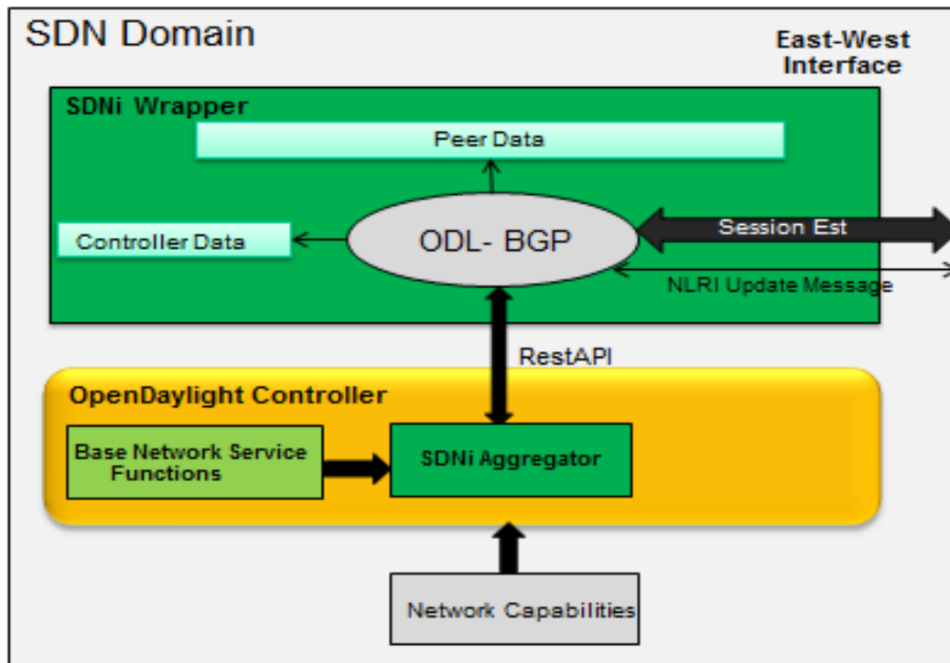 SDN Domain
East-West
Interface
SDNi Wrapper
Peer Data
Controller Data
ODL- BGP
Session Est
NLRI Update Message
RestAPI
OpenDaylight Controller
Base Network Service
Functions
SDNi Aggregator
Network Capabilities